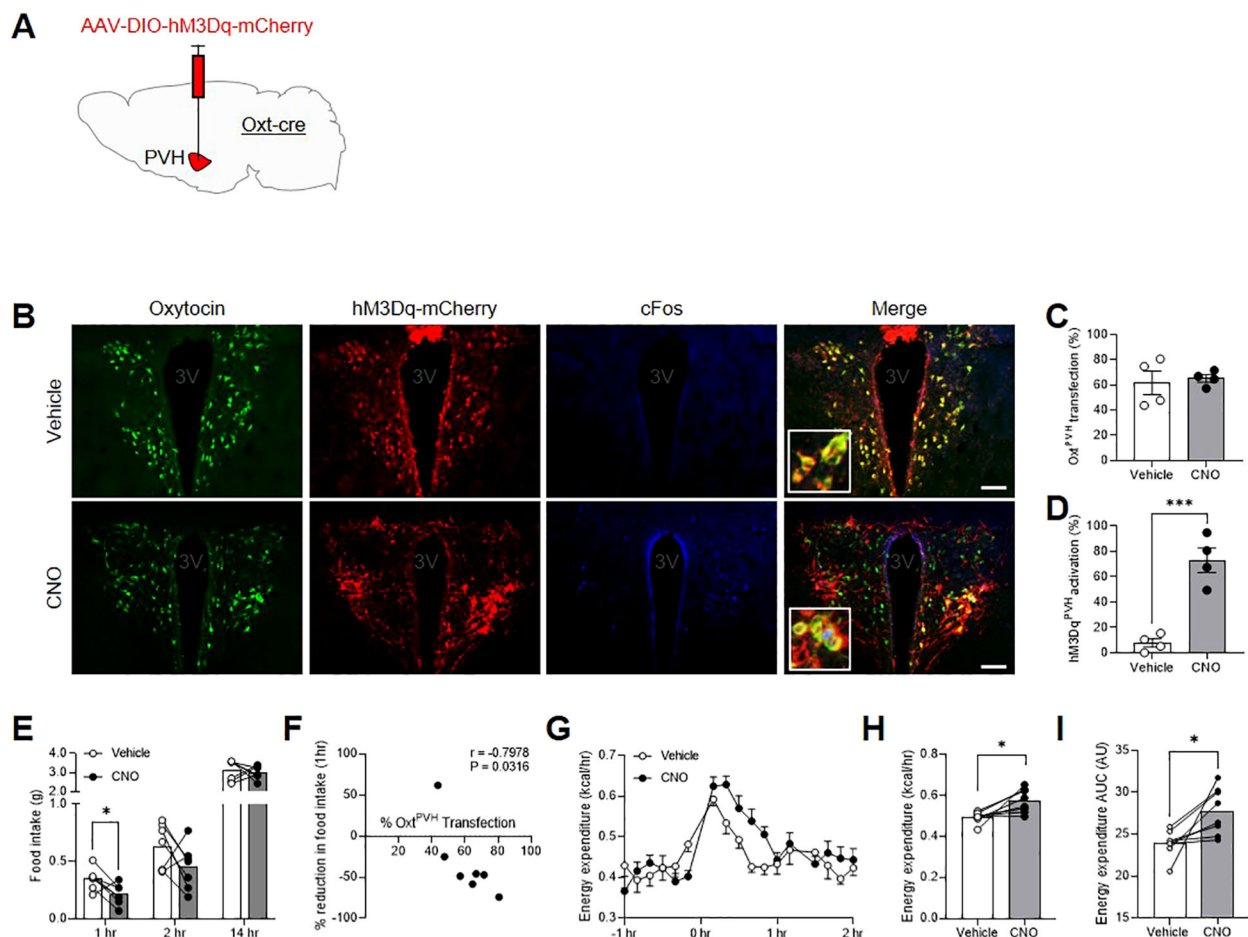 A
AAV-DIO-hM3Dq-mCherry
Oxt-cre
PVH
B
Oxytocin
hM3Dq-mCherry
cFos
Merge
Vehicle
3V
3V
3V
CNO
3V
3V
3V
C
Oxt^PVH transfection (%)
100
80
60
40
20
0
Vehicle
CNO
D
hM3Dq^PVH activation (%)
100
80
60
40
20
0
***
Vehicle
CNO
E
Food intake (g)
4.0
3.0
2.0
1.0
0.5
0.0
Vehicle
CNO
*
1 hr
2 hr
14 hr
F
% reduction in food intake (1hr)
100
50
0
-50
-100
r = -0.7978
P = 0.0316
% Oxt^PVH Transfection
20
40
60
80
100
G
Energy expenditure (kcal/hr)
0.7
0.6
0.5
0.4
0.3
Vehicle
CNO
-1 hr
0 hr
1 hr
2 hr
H
Energy expenditure (kcal/hr)
0.8
0.6
0.4
0.2
0.0
*
Vehicle
CNO
I
Energy expenditure AUC (AU)
35
30
25
20
15
*
Vehicle
CNO